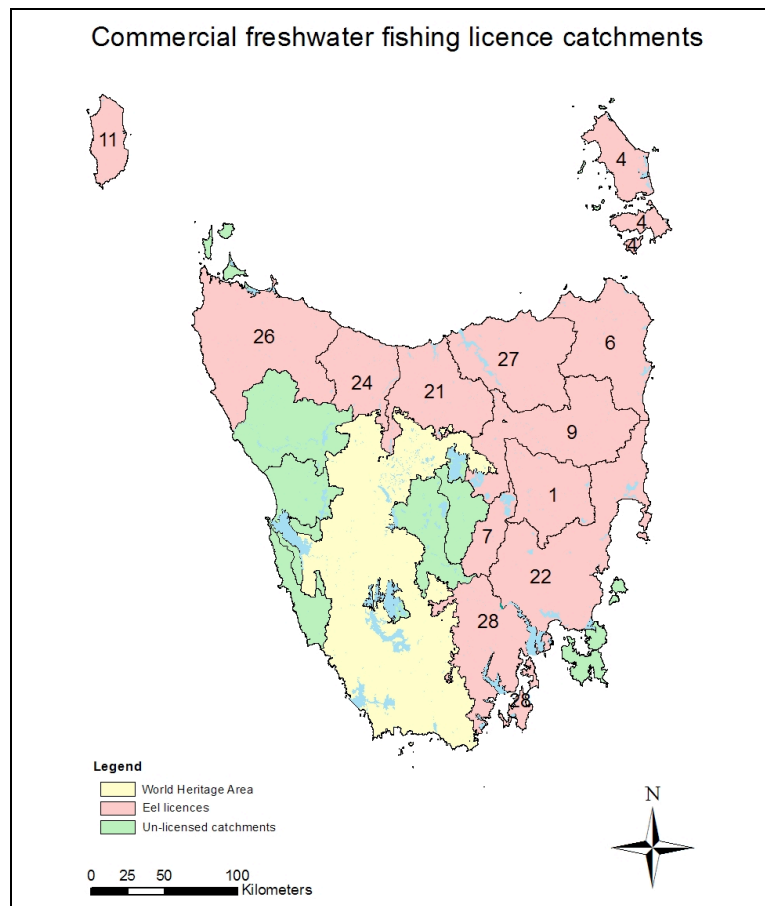 Commercial freshwater fishing licence catchments
11
4
4
4
26
6
27
24
21
9
1
7
22
28
28
Legend
World Heritage Area
Eel licences
Un-licensed catchments
N
0 25 50 100
Kilometers